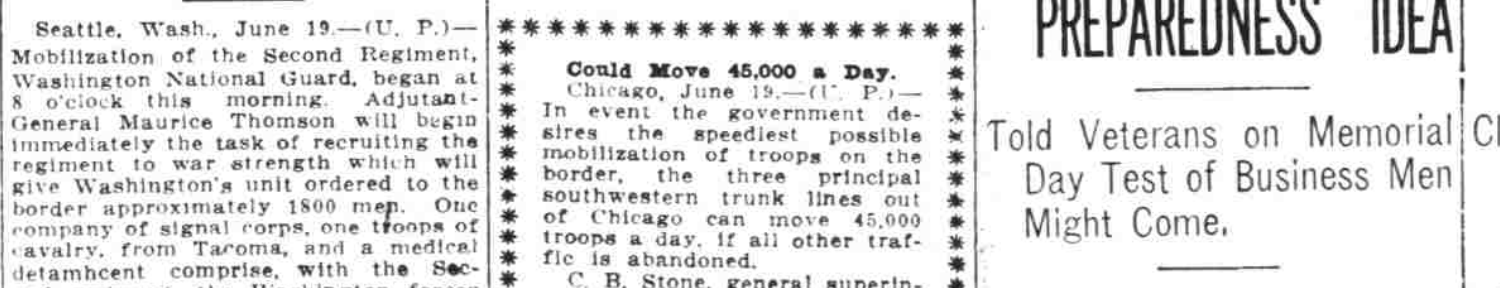 Seattle, Wash., June 19.—(U. P.)—
Mobilization of the Second Regiment,
Washington National Guard, began at
8 o'clock this morning. Adjutant-
General Maurice Thomson will begin
immediately the task of recruiting the
regiment to war strength which will
give Washington's unit ordered to the
border approximately 1800 men. One
company of signal corps, one troops of
cavalry, from Tacoma, and a medical
detamhcent comprise, with the Sec-
Could Move 45,000 a Day.
Chicago, June 19.—(U. P.)—
In event the government de-
sires the speediest possible
mobilization of troops on the
border, the three principal
southwestern trunk lines out
of Chicago can move 45,000
troops a day, if all other traf-
fic is abandoned.
C. B. Stone, general superin-
PREPAREDNESS IDEA
Told Veterans on Memorial
Day Test of Business Men
Might Come.